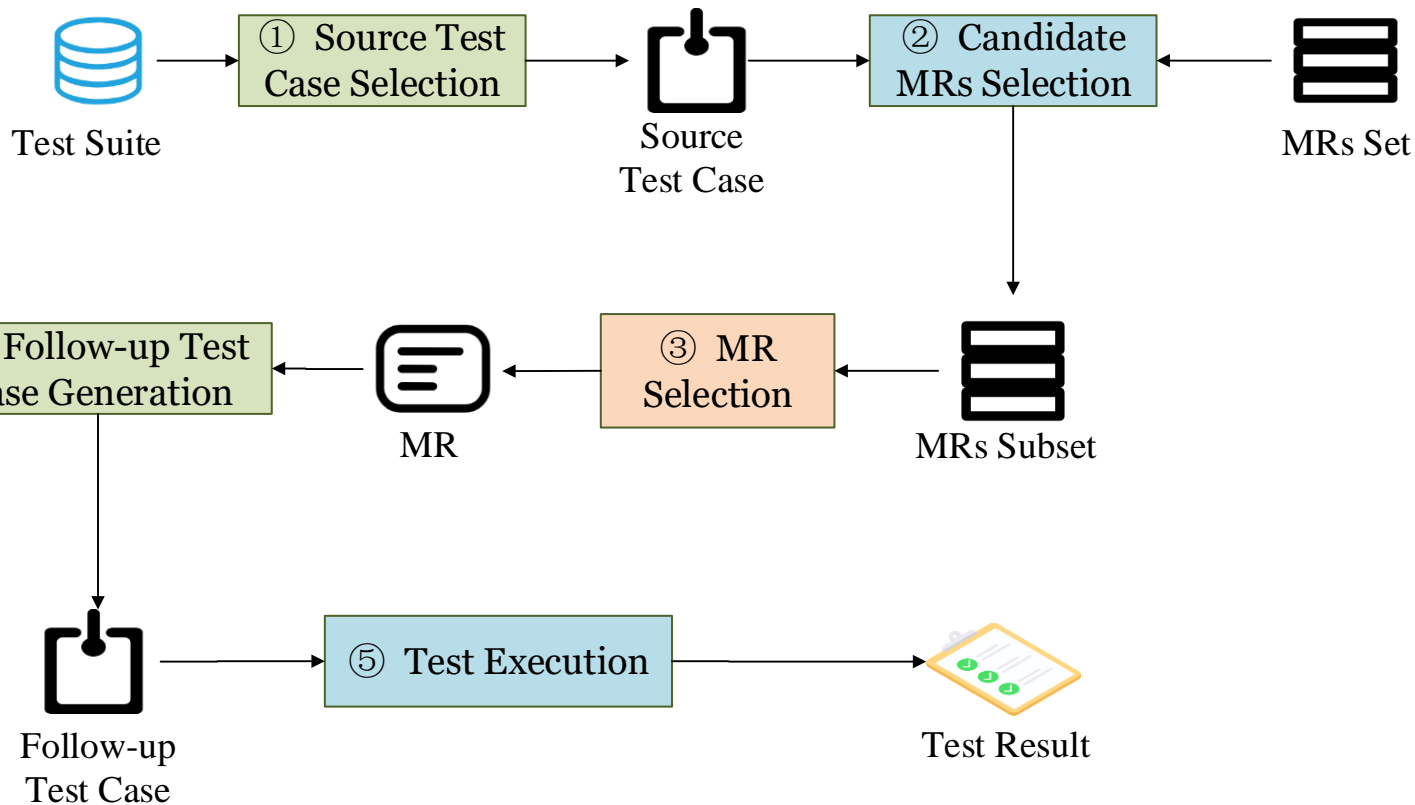 ① Source Test
Case Selection
② Candidate
MRs Selection
Test Suite
Source
Test Case
MRs Set
Follow-up Test
ase Generation
③ MR
Selection
MR
MRs Subset
⑤ Test Execution
Follow-up
Test Case
Test Result